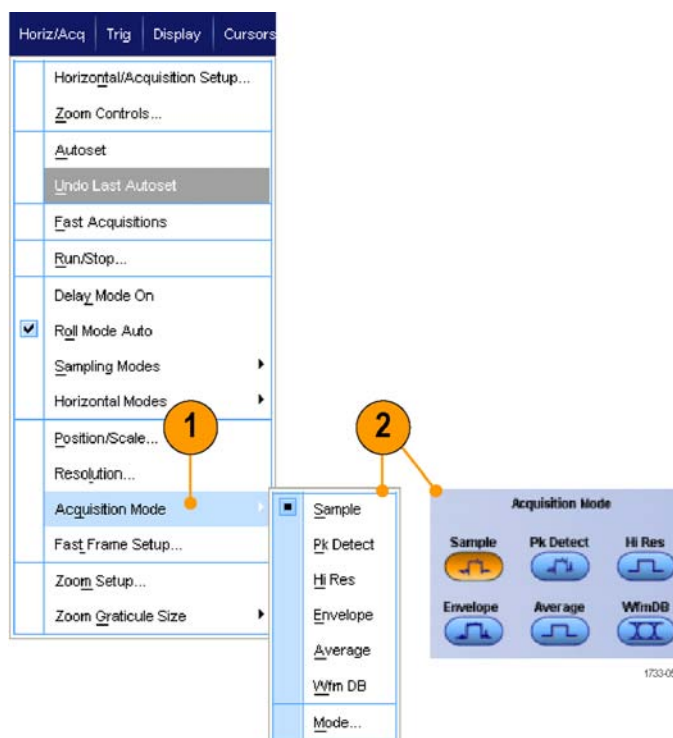 Horiz/Acq Trig Display Cursors
Horizontal/Acquisition Setup...
Zoom Controls...
Autoset
Undo Last Autoset
Fast Acquisitions
Run/Stop...
Delay Mode On
Roll Mode Auto
Sampling Modes
Horizontal Modes
1
Position/Scale...
Resolution...
Acquisition Mode
Fast Frame Setup...
Zoom Setup...
Zoom Graticule Size
2
Sample
Pk Detect
Hi Res
Envelope
Average
Wfm DB
Mode...
Acquisition Mode
Sample Pk Detect Hi Res
Envelope Average WfmDB